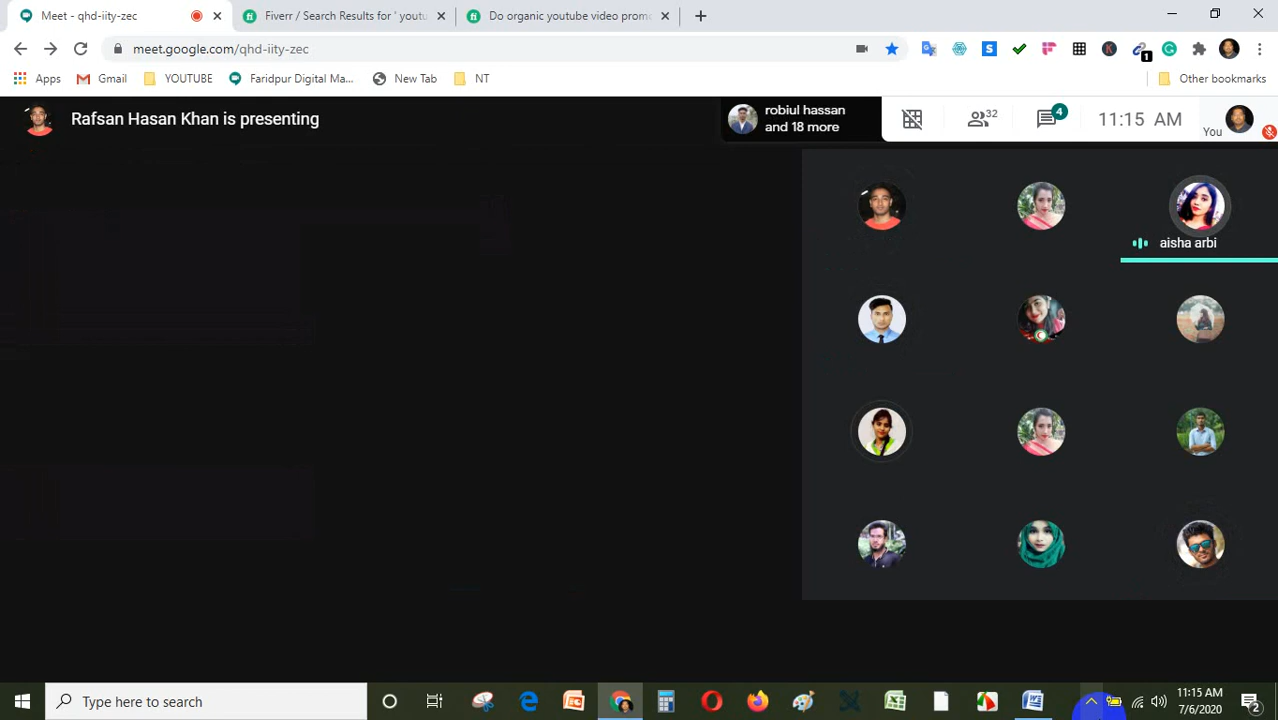 Meet - qhd-iity-zec
Fiverr / Search Results for ' youtu
Do organic youtube video promo
meet.google.com/qhd-iity-zec
1
Apps
Gmail
YOUTUBE
Faridpur Digital Ma...
New Tab
NT
Other bookmarks
Rafsan Hasan Khan is presenting
robiul hassan
and 18 more
32
4
11:15 AM
You
aisha arbi
Type here to search
11:15 AM
7/6/2020
2